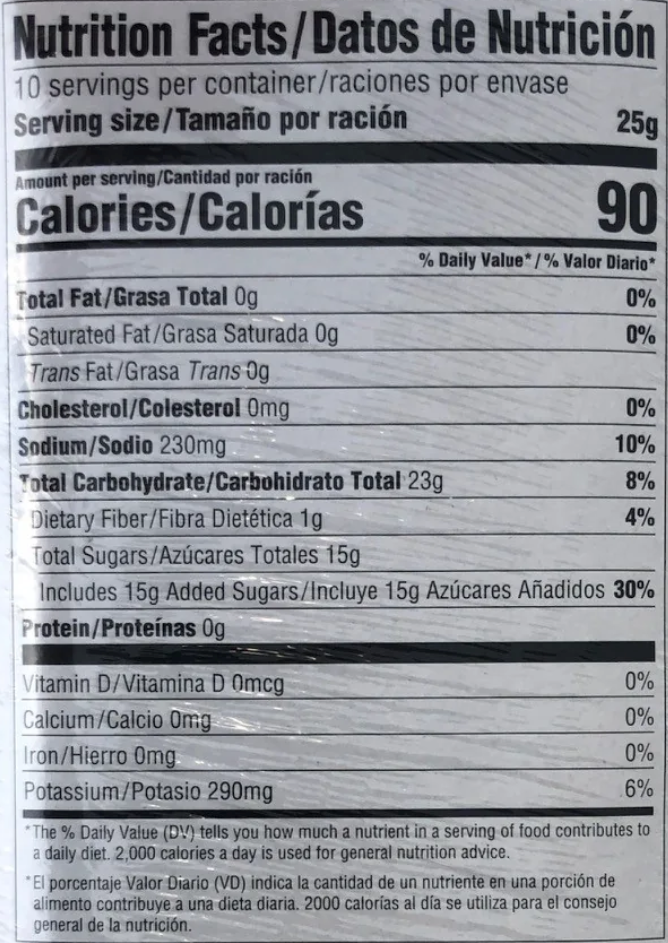 Nutrition Facts/Datos de Nutrición
10 servings per container/raciones por envase
Serving size/Tamaño por ración 25g
Amount per serving/Cantidad por ración
Calories/Calorías 90
% Daily Value*/% Valor Diario*
Total Fat/Grasa Total 0g 0%
Saturated Fat/Grasa Saturada 0g 0%
Trans Fat/Grasa Trans 0g
Cholesterol/Colesterol 0mg 0%
Sodium/Sodio 230mg 10%
Total Carbohydrate/Carbohidrato Total 23g 8%
Dietary Fiber/Fibra Dietética 1g 4%
Total Sugars/Azúcares Totales 15g
Includes 15g Added Sugars/Incluye 15g Azúcares Añadidos 30%
Protein/Proteínas 0g
Vitamin D/Vitamina D 0mcg 0%
Calcium/Calcio 0mg 0%
Iron/Hierro 0mg 0%
Potassium/Potasio 290mg 6%
*The % Daily Value (DV) tells you how much a nutrient in a serving of food contributes to
a daily diet. 2,000 calories a day is used for general nutrition advice.
*El porcentaje Valor Diario (VD) indica la cantidad de un nutriente en una porción de
alimento contribuye a una dieta diaria. 2000 calorías al día se utiliza para el consejo
general de la nutrición.